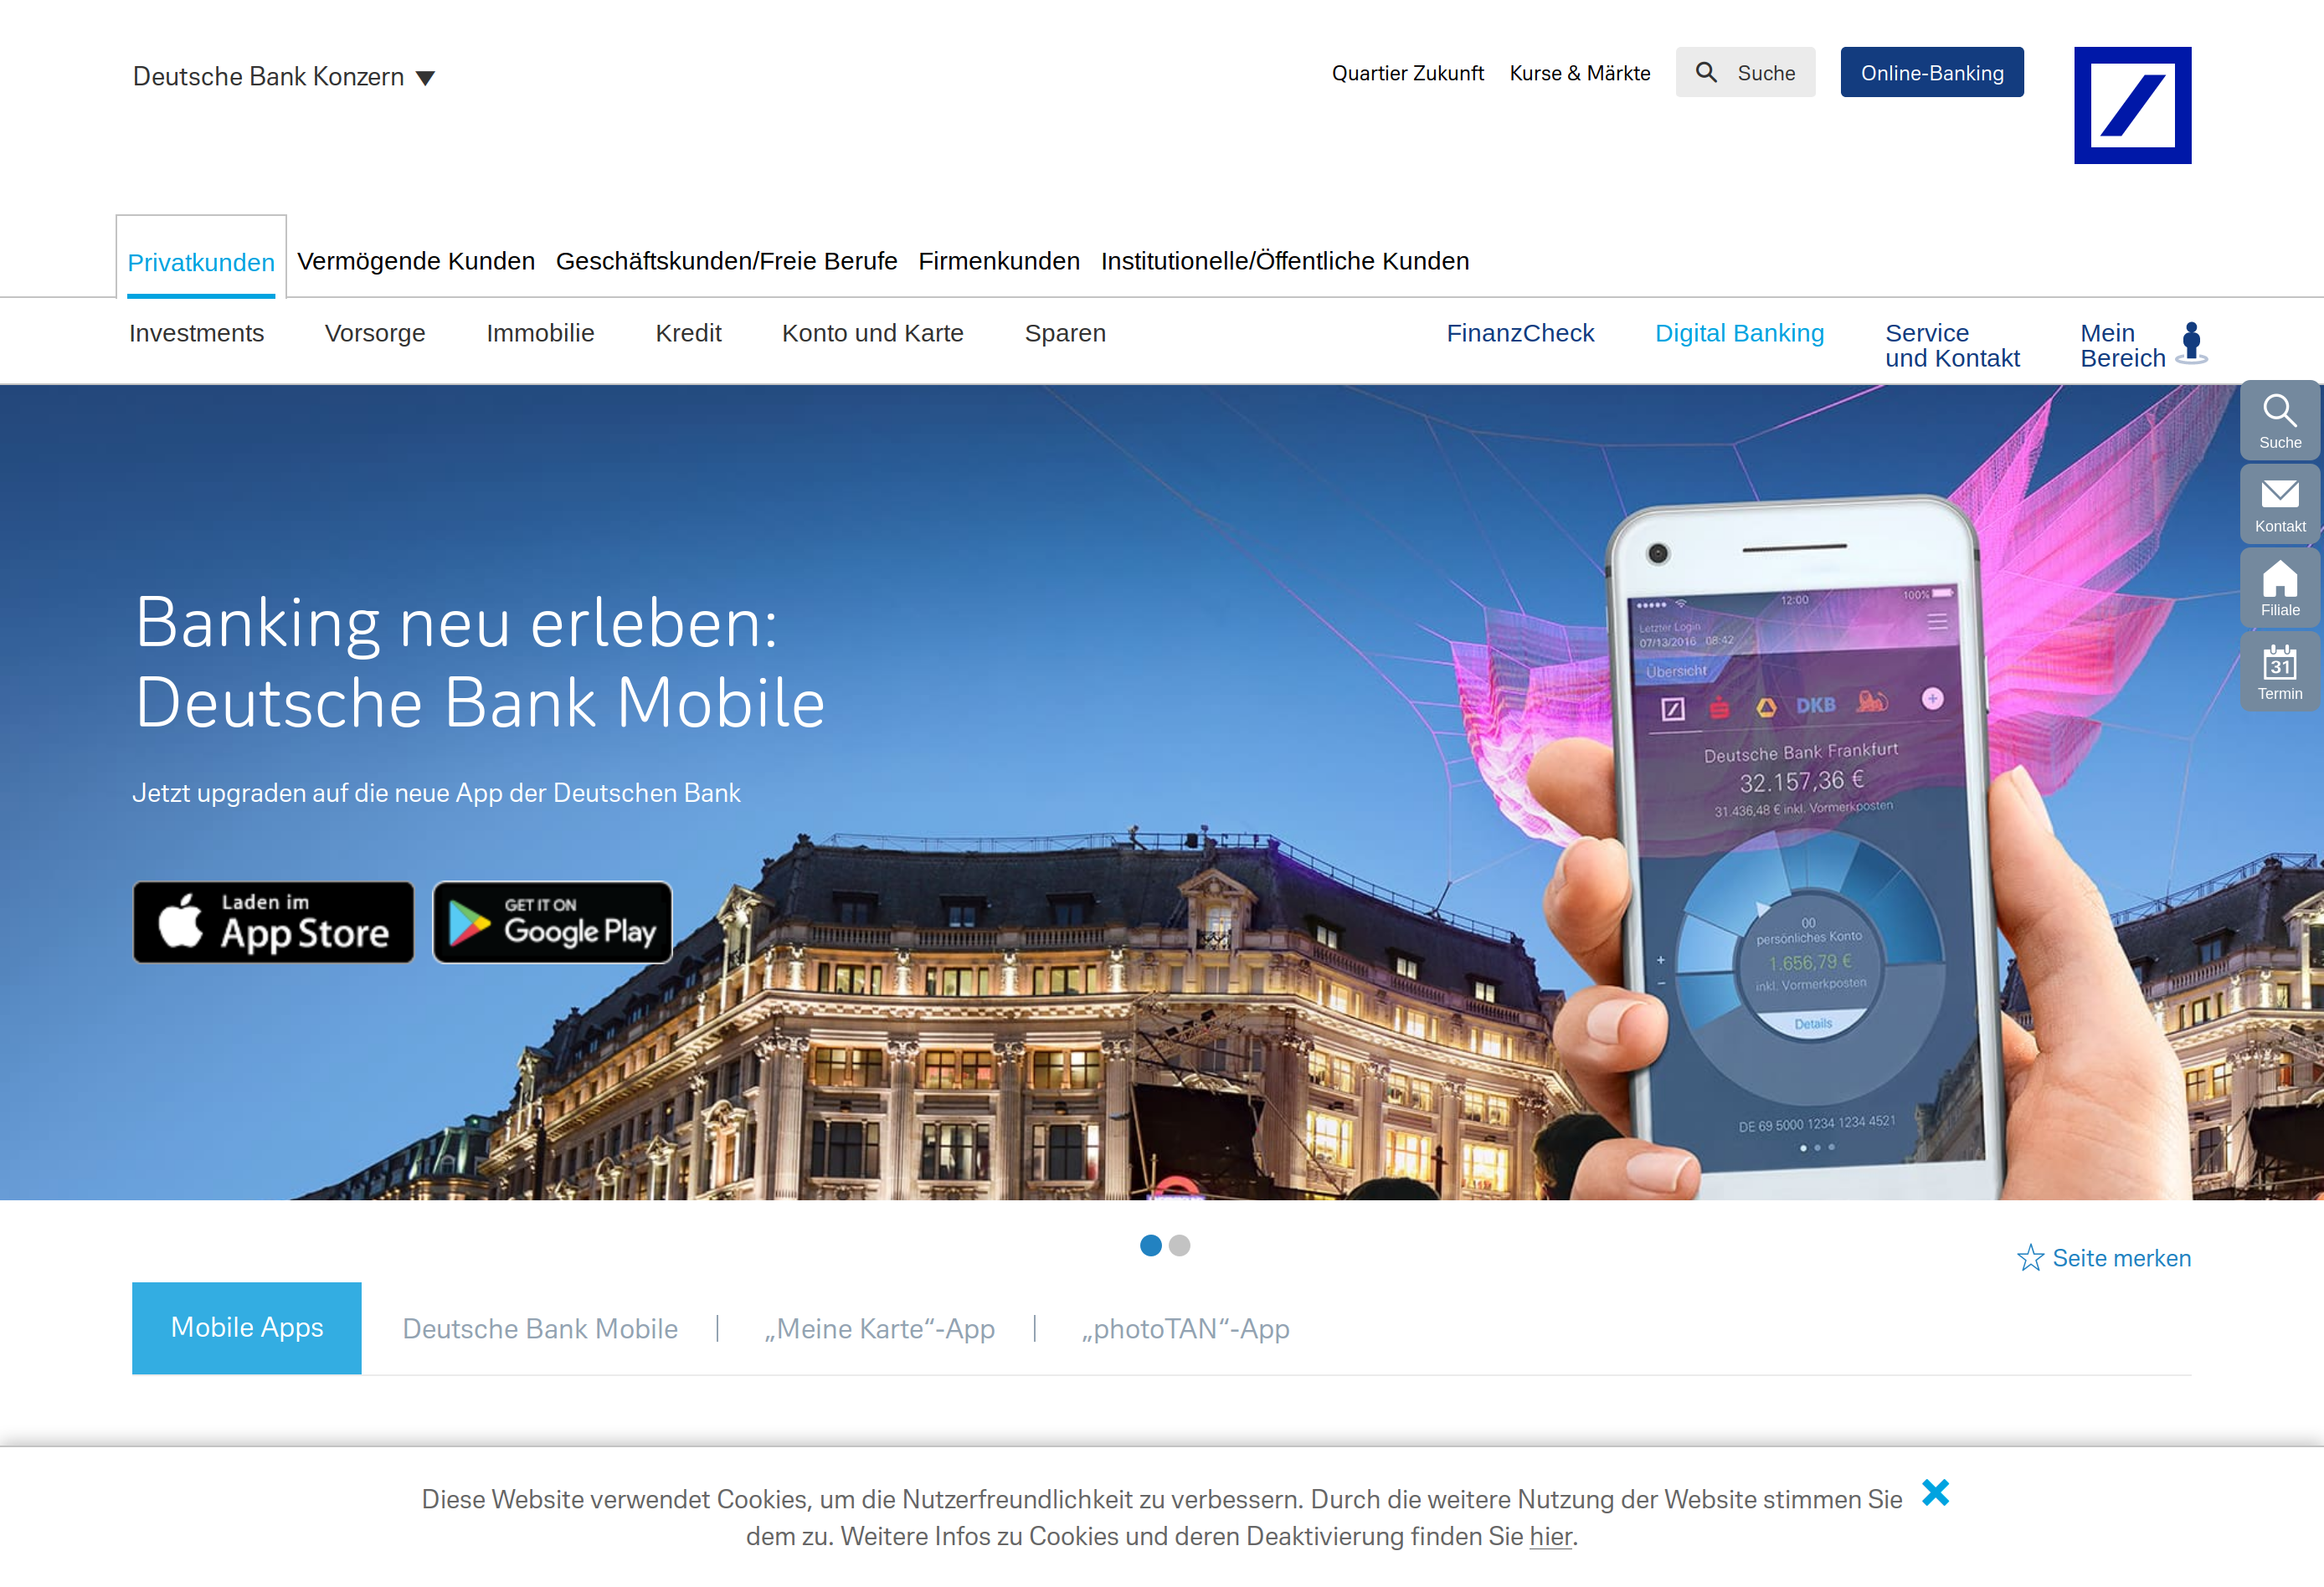 Deutsche Bank Konzern
Quartier Zukunft
Kurse & Märkte
Suche
Online-Banking
Privatkunden
Vermögende Kunden
Geschäftskunden/Freie Berufe
Firmenkunden
Institutionelle/Öffentliche Kunden
Investments
Vorsorge
Immobilie
Kredit
Konto und Karte
Sparen
FinanzCheck
Digital Banking
Service
und Kontakt
Mein
Bereich
Suche
Kontakt
Filiale
31
Termin
Banking neu erleben:
Deutsche Bank Mobile
Jetzt upgraden auf die neue App der Deutschen Bank
Laden im
App Store
GET IT ON
Google Play
12:00
100%
Letzter Login
07/13/2016 08:42
Übersicht
DKB
Deutsche Bank Frankfurt
32.157,36 €
31.436,48 € inkl. Vormerkposten
00
persönliches Konto
1.656,79 €
inkl. Vormerkposten
Details
DE 69 5000 1234 1234 4521
Seite merken
Mobile Apps
Deutsche Bank Mobile
„Meine Karte“-App
„photoTAN“-App
Diese Website verwendet Cookies, um die Nutzerfreundlichkeit zu verbessern. Durch die weitere Nutzung der Website stimmen Sie
dem zu. Weitere Infos zu Cookies und deren Deaktivierung finden Sie hier.